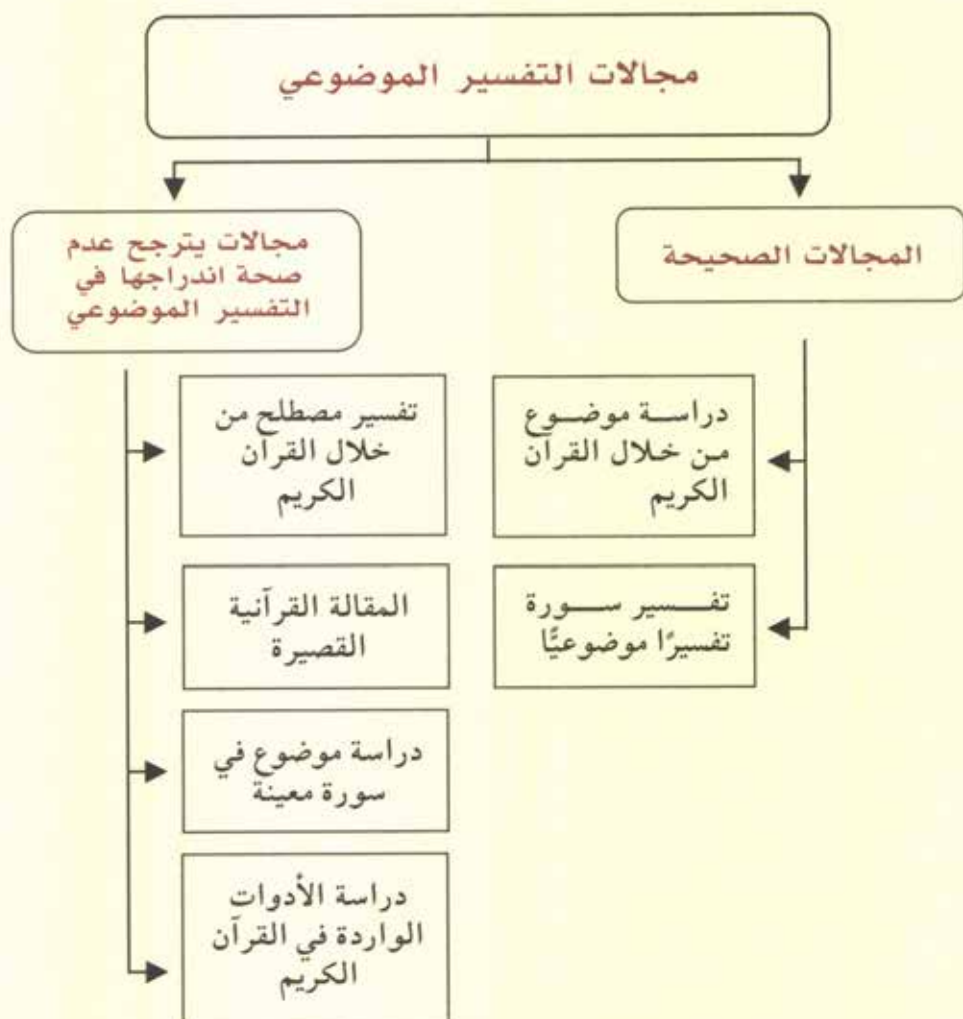 مجالات التفسير الموضوعي
المجالات الصحيحة
دراسة موضوع
من خلال القرآن
الكريم
تفسير سورة
تفسيرًا موضوعيًّا
مجالات يترجح عدم
صحة اندراجها في
التفسير الموضوعي
تفسير مصطلح من
خلال القرآن
الكريم
المقالة القرآنية
القصيرة
دراسة موضوع في
سورة معينة
دراسة الأدوات
الواردة في القرآن
الكريم